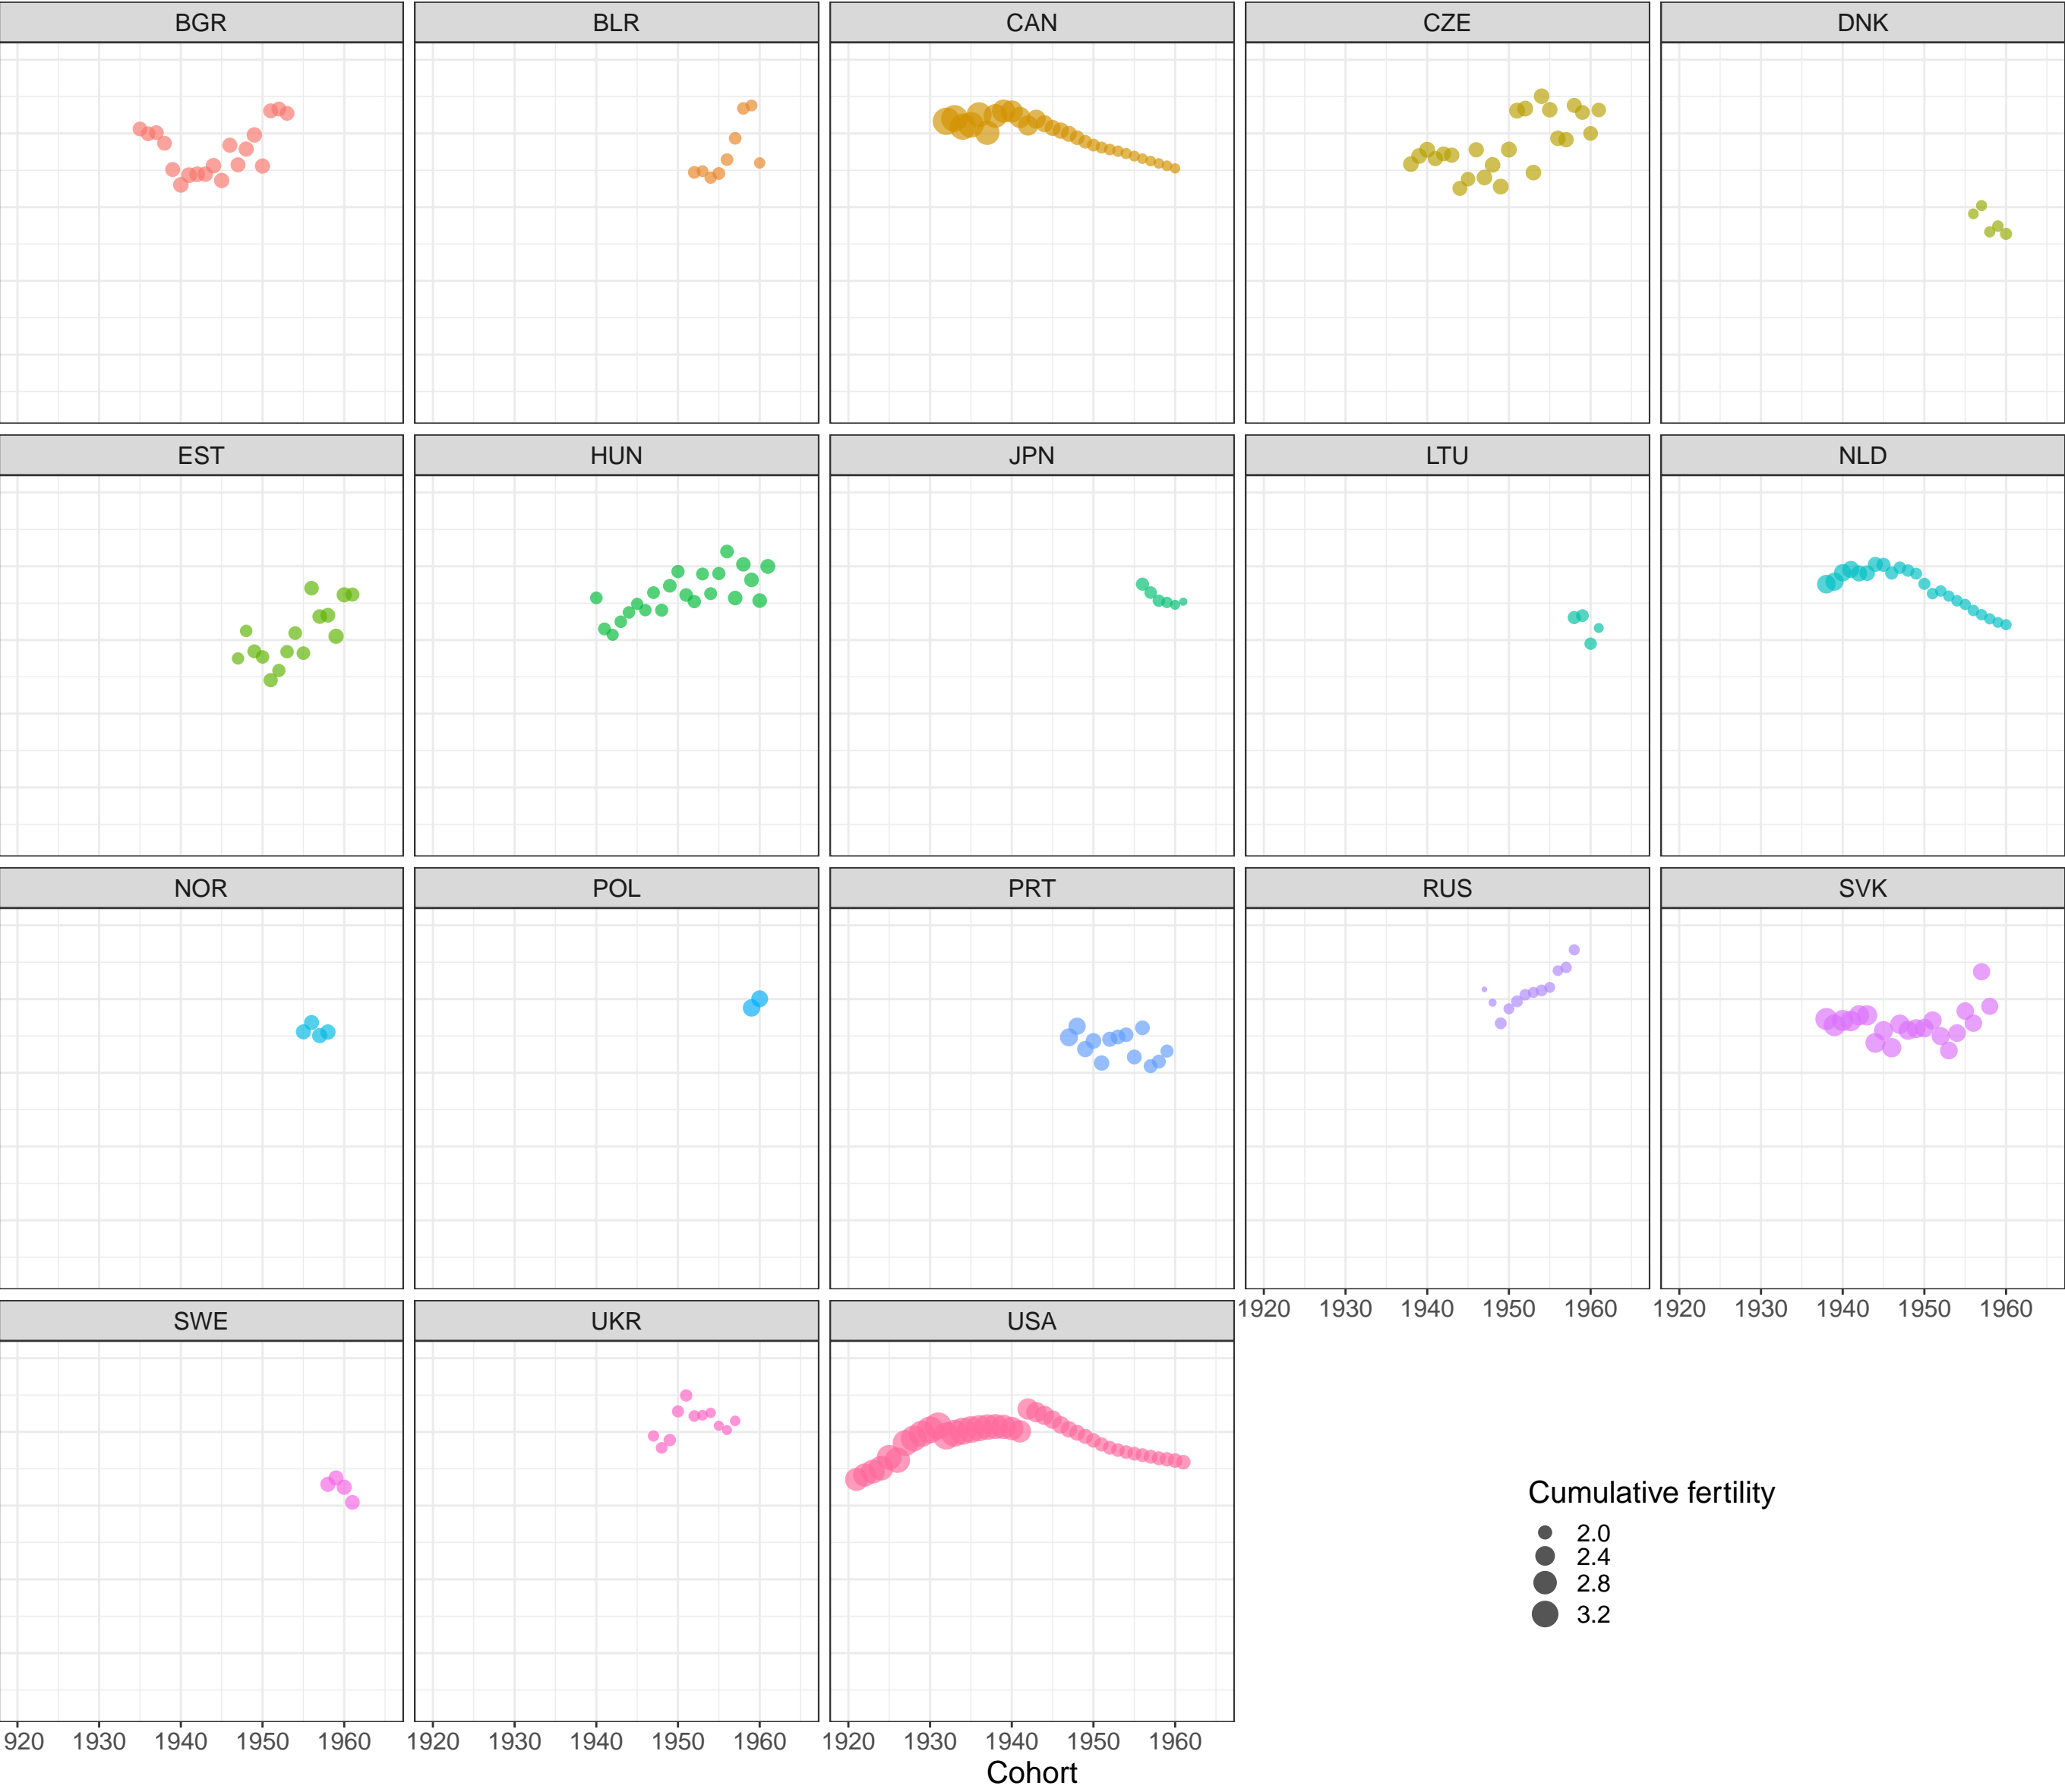 BGR BLR CAN CZE DNK
EST HUN JPN LTU NLD
NOR POL PRT RUS SVK
1920 1930 1940 1950 1960 1920 1930 1940 1950 1960
SWE UKR USA
Cumulative fertility
2.0
2.4
2.8
3.2
920 1930 1940 1950 1960 1920 1930 1940 1950 1960 1920 1930 1940 1950 1960
Cohort